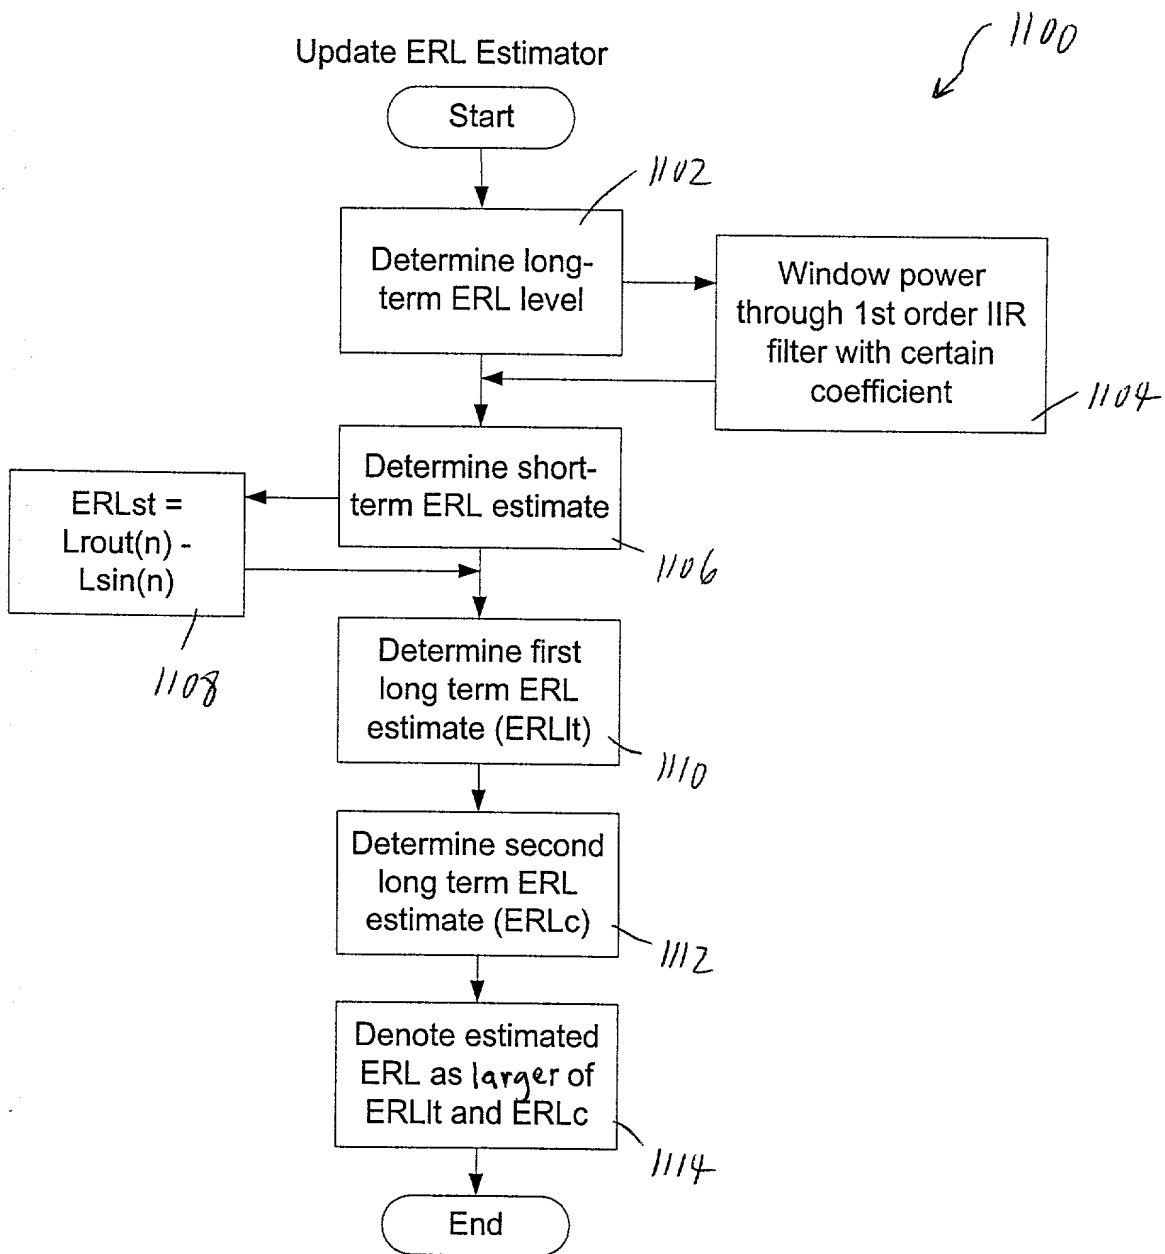 1100
Update ERL Estimator
Start
1102
Determine long-
term ERL level
Window power
through 1st order IIR
filter with certain
coefficient
1104
Determine short-
term ERL estimate
1106
ERLst =
Lrout(n) -
Lsin(n)
1108
Determine first
long term ERL
estimate (ERLlt)
1110
Determine second
long term ERL
estimate (ERLc)
1112
Denote estimated
ERL as larger of
ERLlt and ERLc
1114
End